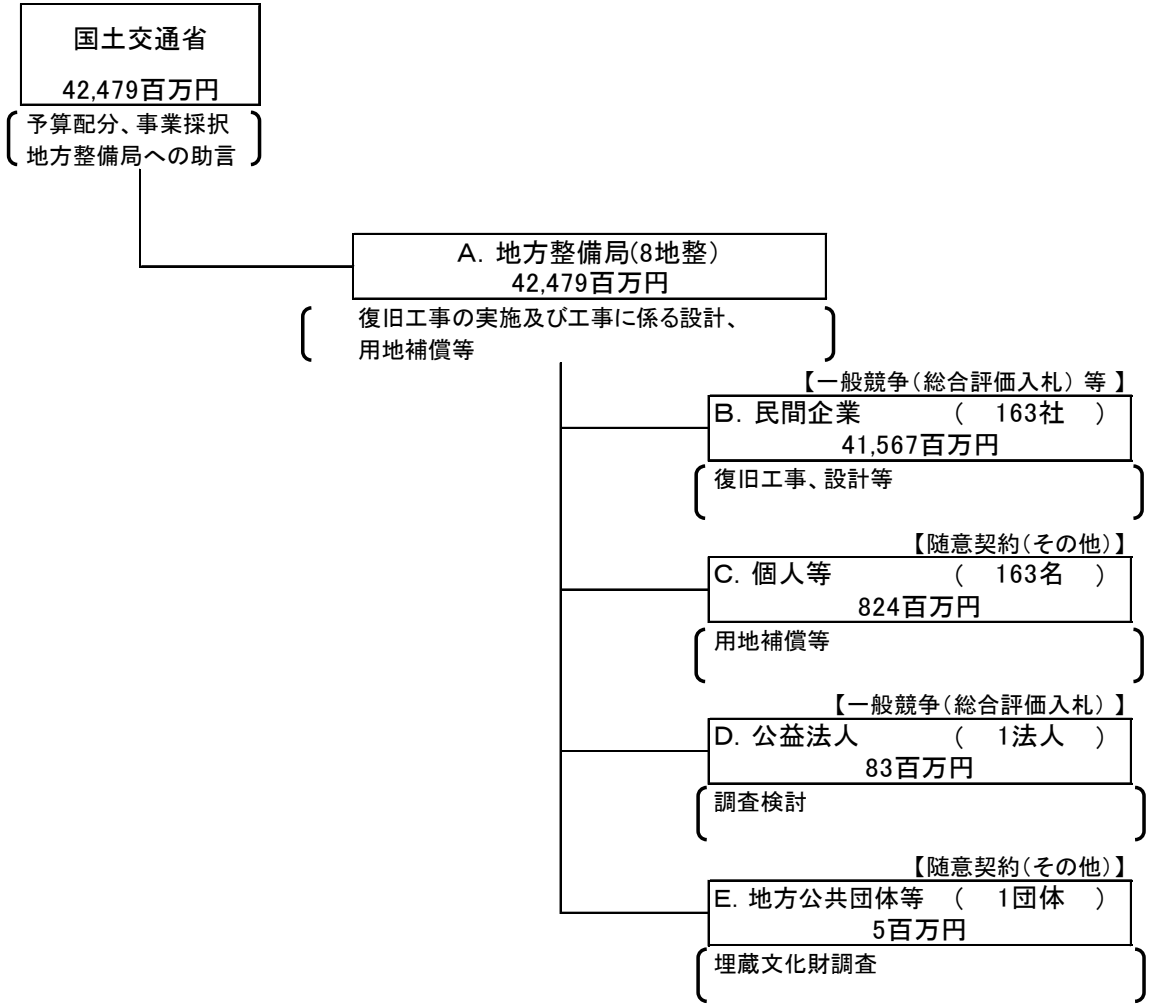 国土交通省
42,479百万円
予算配分、事業採択
地方整備局への助言
A. 地方整備局(8地整)
42,479百万円
復旧工事の実施及び工事に係る設計、
用地補償等
【一般競争(総合評価入札) 等 】
B. 民間企業 ( 163社 )
41,567百万円
復旧工事、設計等
【随意契約(その他)】
C. 個人等 ( 163名 )
824百万円
用地補償等
【一般競争(総合評価入札) 】
D. 公益法人 ( 1法人 )
83百万円
調査検討
【随意契約(その他)】
E. 地方公共団体等 ( 1団体 )
5百万円
埋蔵文化財調査